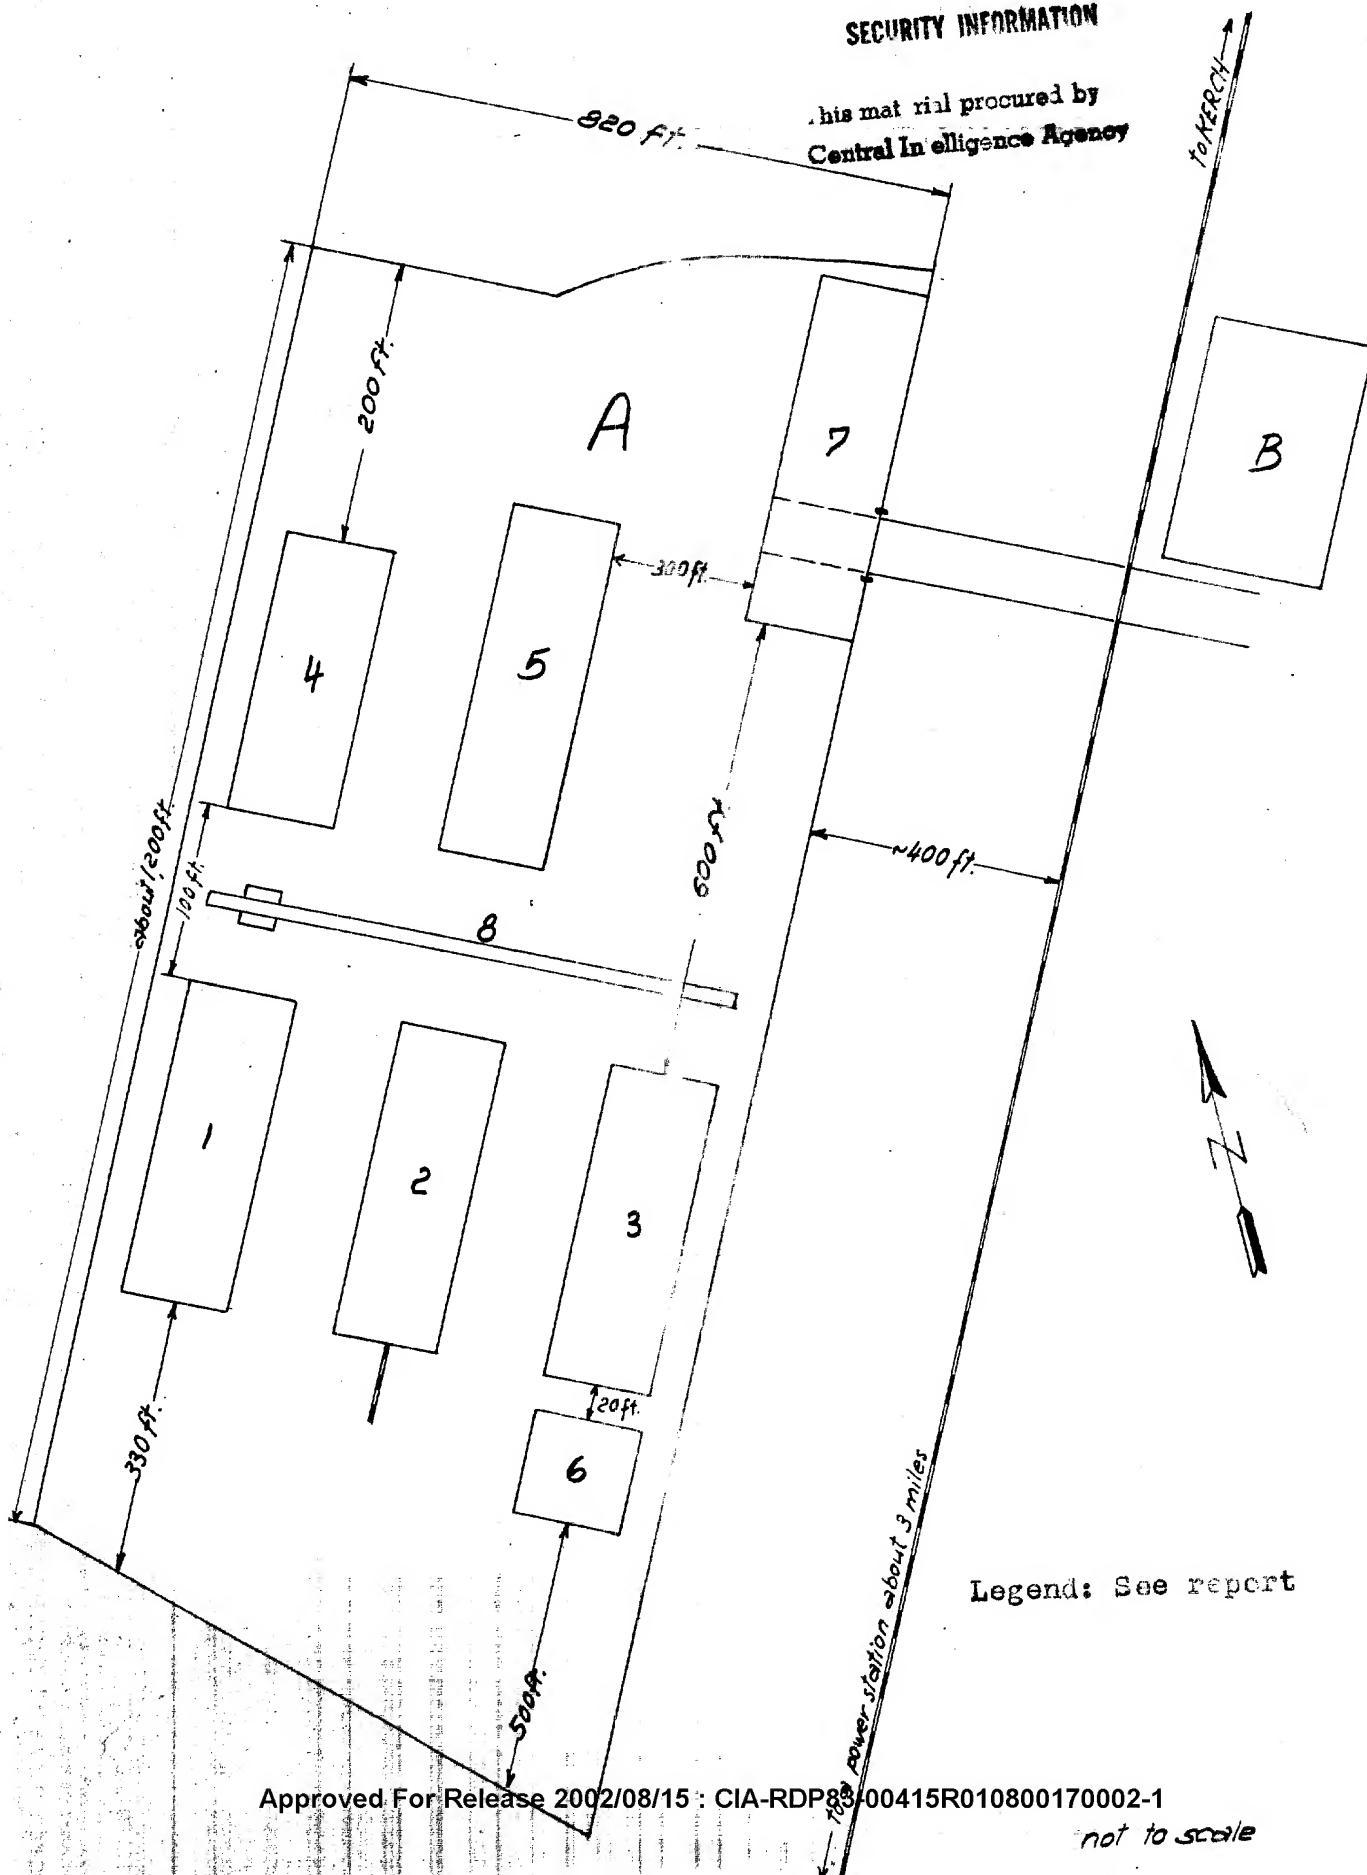 SECURITY INFORMATION
his mat rial procured by
Central In elligence Agency
to KERCH
820 ft.
200 ft.
A
7
B
300 ft.
4
5
about 1200 ft.
100 ft.
600 ft.
~400 ft.
8
1
2
3
N
20 ft.
6
330 ft.
500 ft.
to a power station about 3 miles
Legend: See report
Approved For Release 2002/08/15 : CIA-RDP83-00415R010800170002-1
not to scale